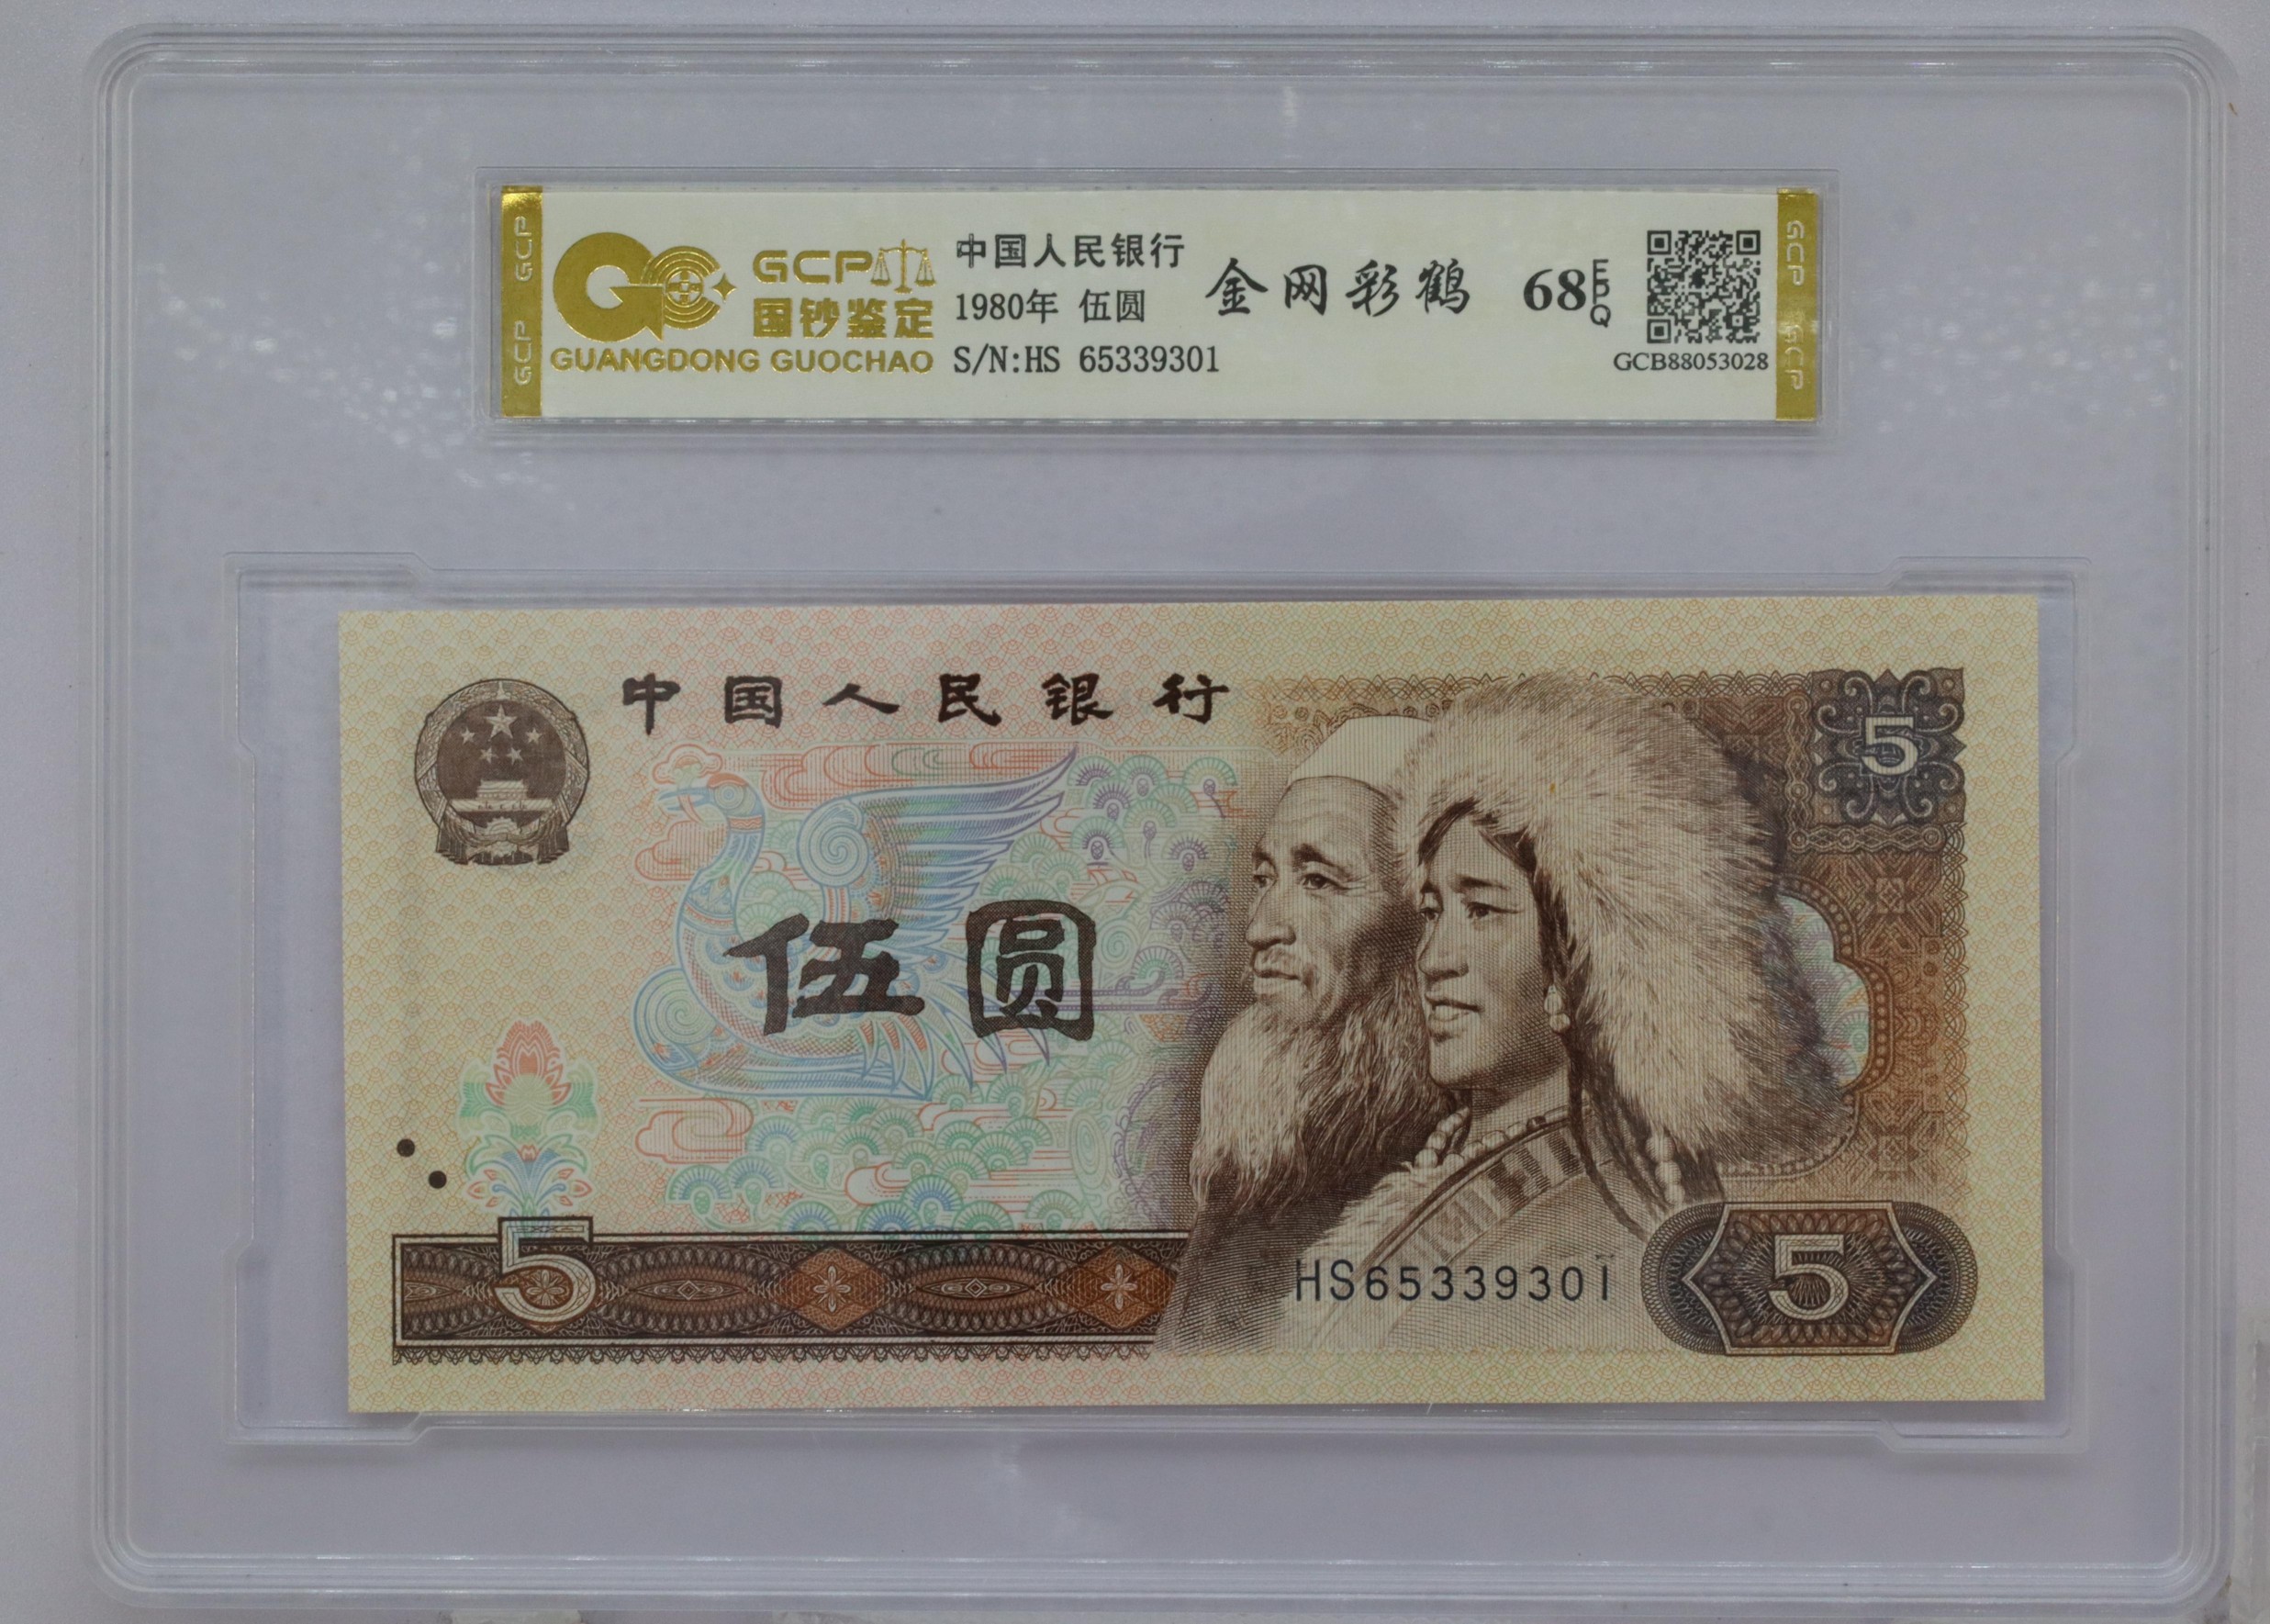 GCP GCP
GCP
国钞鉴定
GUANGDONG GUOCHAO
中国人民银行
1980年 伍圆
S/N:HS 65339301
金网彩鹤
68 EPQ
GCB88053028
GCP GCP
中国人民银行
5
伍圆
5
HS65339301
5